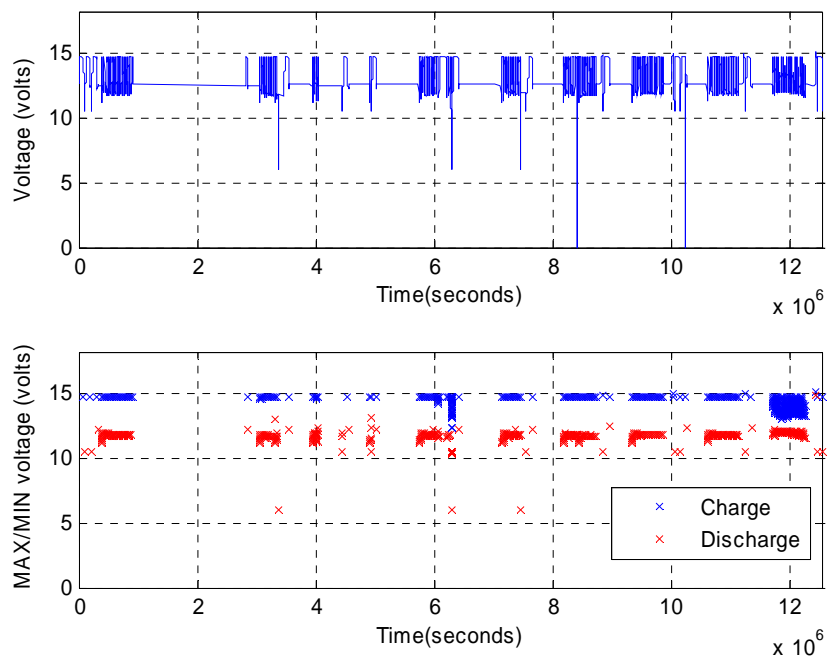 Voltage (volts)
15
10
5
0
0 2 4 6 8 10 12
Time(seconds)
x 10^6
MAX/MIN voltage (volts)
15
10
5
0
Charge
Discharge
0 2 4 6 8 10 12
Time(seconds)
x 10^6